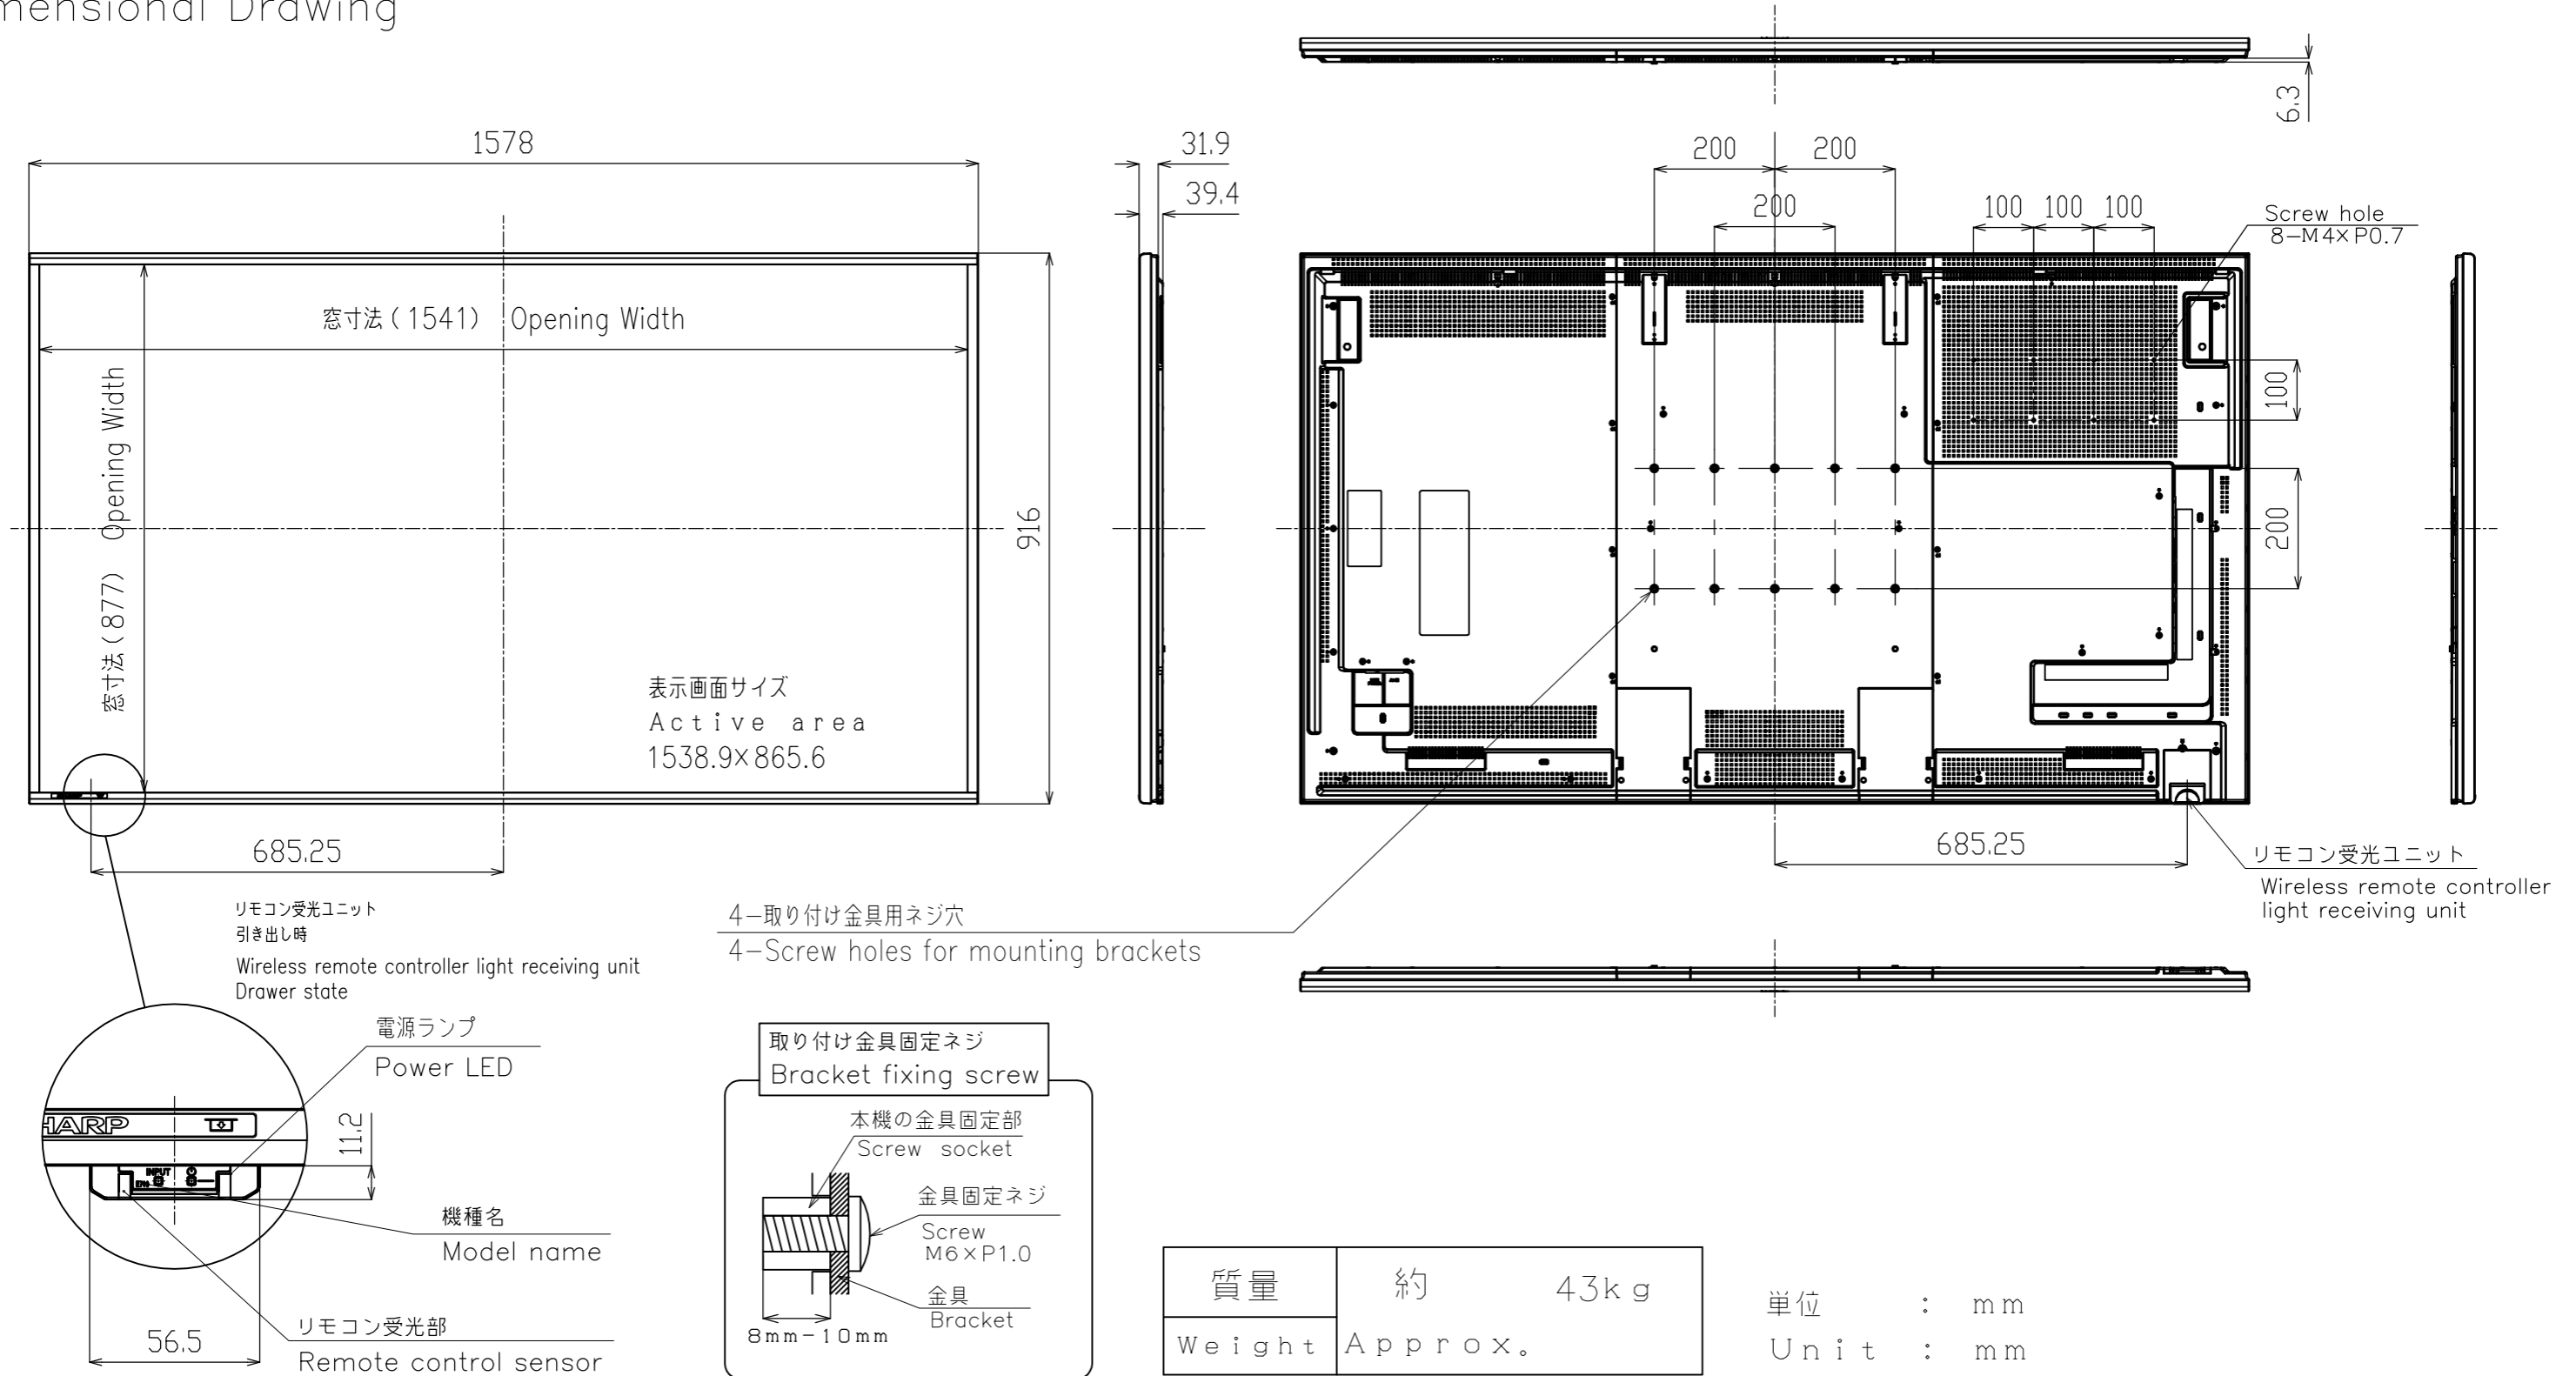 mensional Drawing
6.3
1578
31.9
39.4
200
200
200
100
100
100
Screw hole
8-M4×P0.7
窓寸法(1541) Opening Width
窓寸法(877) Opening Width
916
100
200
表示画面サイズ
Active area
1538.9×865.6
685.25
685.25
リモコン受光ユニット
Wireless remote controller
light receiving unit
リモコン受光ユニット
引き出し時
Wireless remote controller light receiving unit
Drawer state
4-取り付け金具用ネジ穴
4-Screw holes for mounting brackets
電源ランプ
Power LED
HARP
INPUT
11.2
機種名
Model name
リモコン受光部
Remote control sensor
56.5
取り付け金具固定ネジ
Bracket fixing screw
本機の金具固定部
Screw socket
金具固定ネジ
Screw
M6×P1.0
金具
Bracket
8mm-10mm
質量 約 43kg
Weight Approx.
単位 : mm
Unit : mm